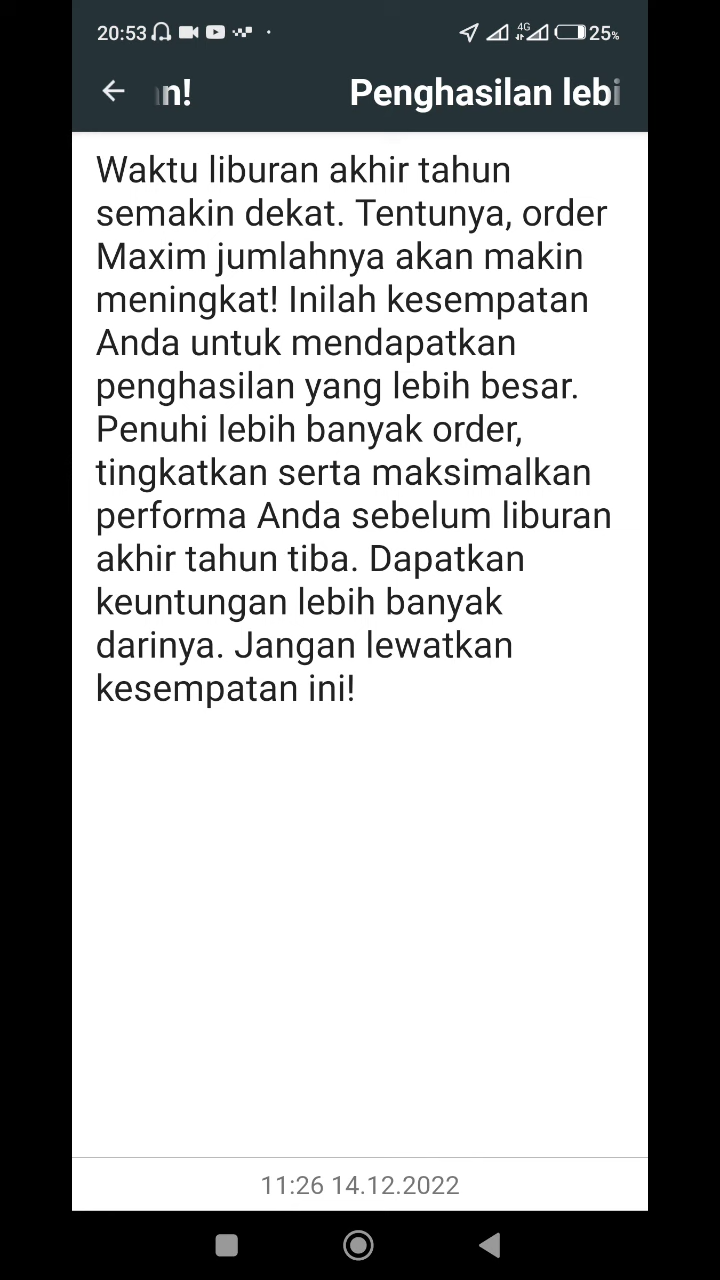 20:53
4G
25%
n!
Penghasilan lebi
Waktu liburan akhir tahun
semakin dekat. Tentunya, order
Maxim jumlahnya akan makin
meningkat! Inilah kesempatan
Anda untuk mendapatkan
penghasilan yang lebih besar.
Penuhi lebih banyak order,
tingkatkan serta maksimalkan
performa Anda sebelum liburan
akhir tahun tiba. Dapatkan
keuntungan lebih banyak
darinya. Jangan lewatkan
kesempatan ini!
11:26 14.12.2022